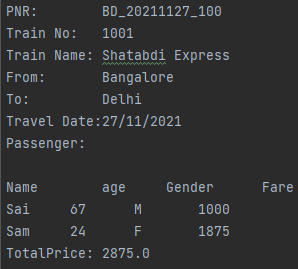 PNR: BD_20211127_100
Train No: 1001
Train Name: Shatabdi Express
From: Bangalore
To: Delhi
Travel Date:27/11/2021
Passenger:
Name age Gender Fare
Sai 67 M 1000
Sam 24 F 1875
TotalPrice: 2875.0